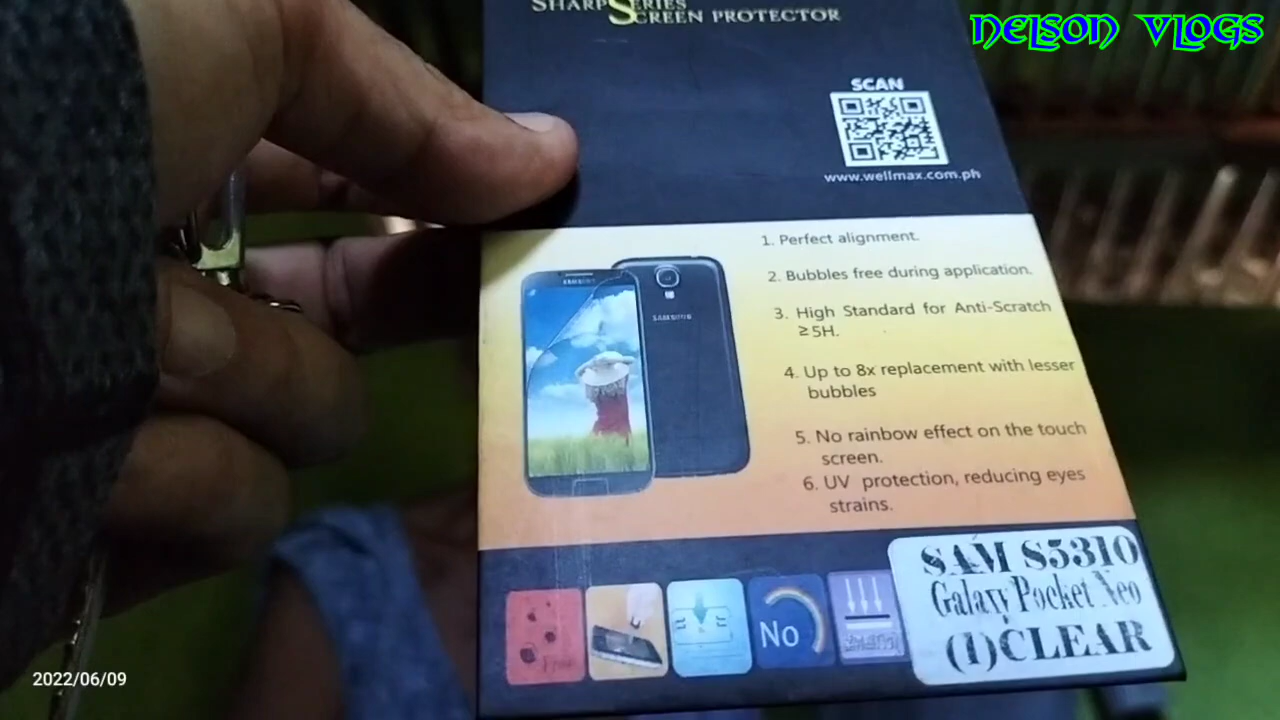 NELSON VLOGS
SHARP SERIES
SCREEN PROTECTOR
SCAN
www.wellmax.com.ph
1. Perfect alignment.
2. Bubbles free during application.
3. High Standard for Anti-Scratch
≥5H.
4. Up to 8x replacement with lesser
bubbles
5. No rainbow effect on the touch
screen.
6. UV protection, reducing eyes
strains.
SAMSUNG
SAMSUNG
Free
No
SAM S5310
Galaxy Pocket Neo
(1)CLEAR
2022/06/09